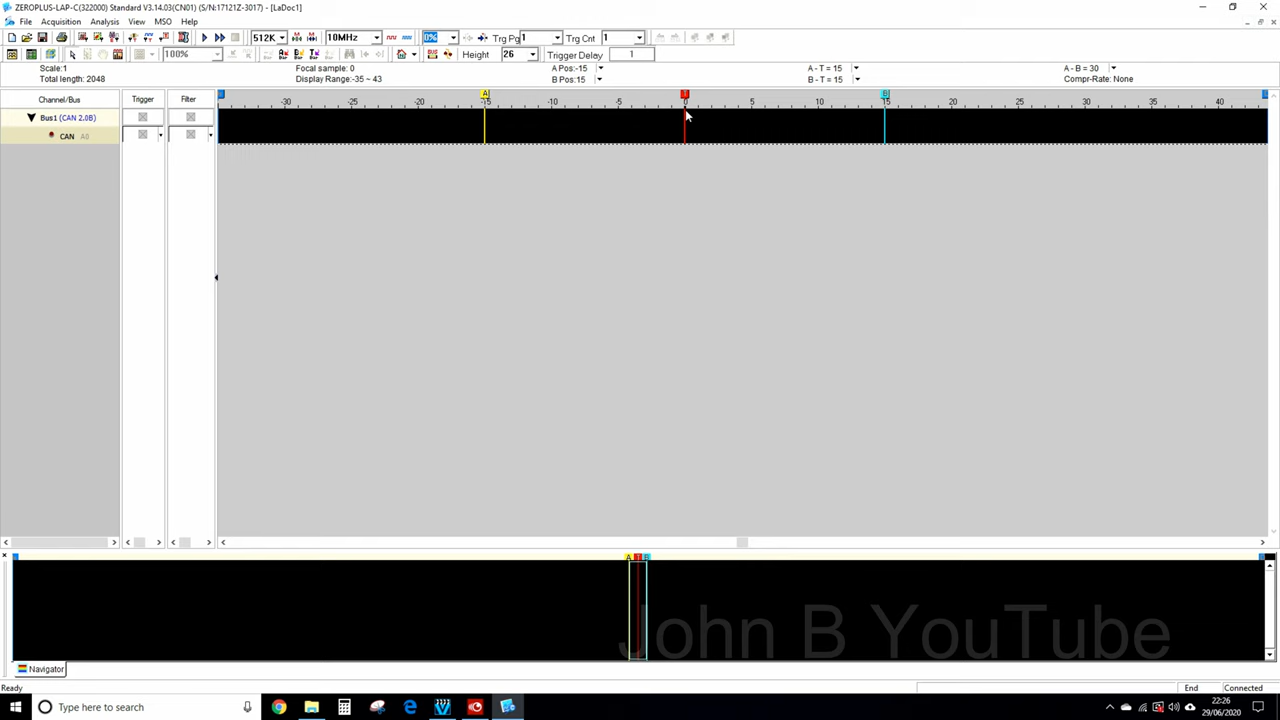 ZEROPLUS-LAP-C(322000) Standard V3.14.03(CN01) (S/N:17121Z-3017) - [LaDoc1]
File Acquisition Analysis View MSO Help
512K 10MHz 0% Trg Pg 1 Trg Cnt 1
100% Height 26 Trigger Delay 1
Scale:1 Focal sample: 0 A Pos:-15 A - T = 15 A - B = 30
Total length: 2048 Display Range:-35 ~ 43 B Pos:15 B - T = 15 Compr-Rate: None
A T B
Channel/Bus Trigger Filter -30 -25 -20 -15 -10 -5 0 5 10 15 20 25 30 35 40
Bus1 (CAN 2.0B)
CAN A0
A T B
John B YouTube
Navigator
Ready End Connected
Type here to search
22:26
29/06/2020